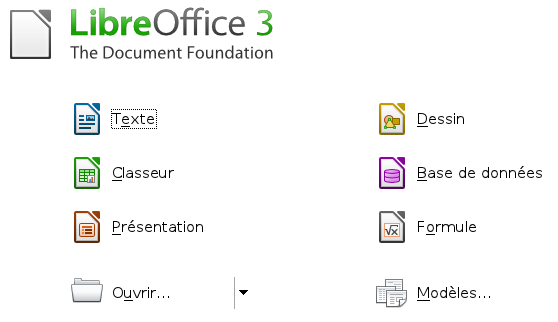 LibreOffice 3
The Document Foundation
Texte
Dessin
Classeur
Base de données
Présentation
Formule
Ouvrir...
Modèles...